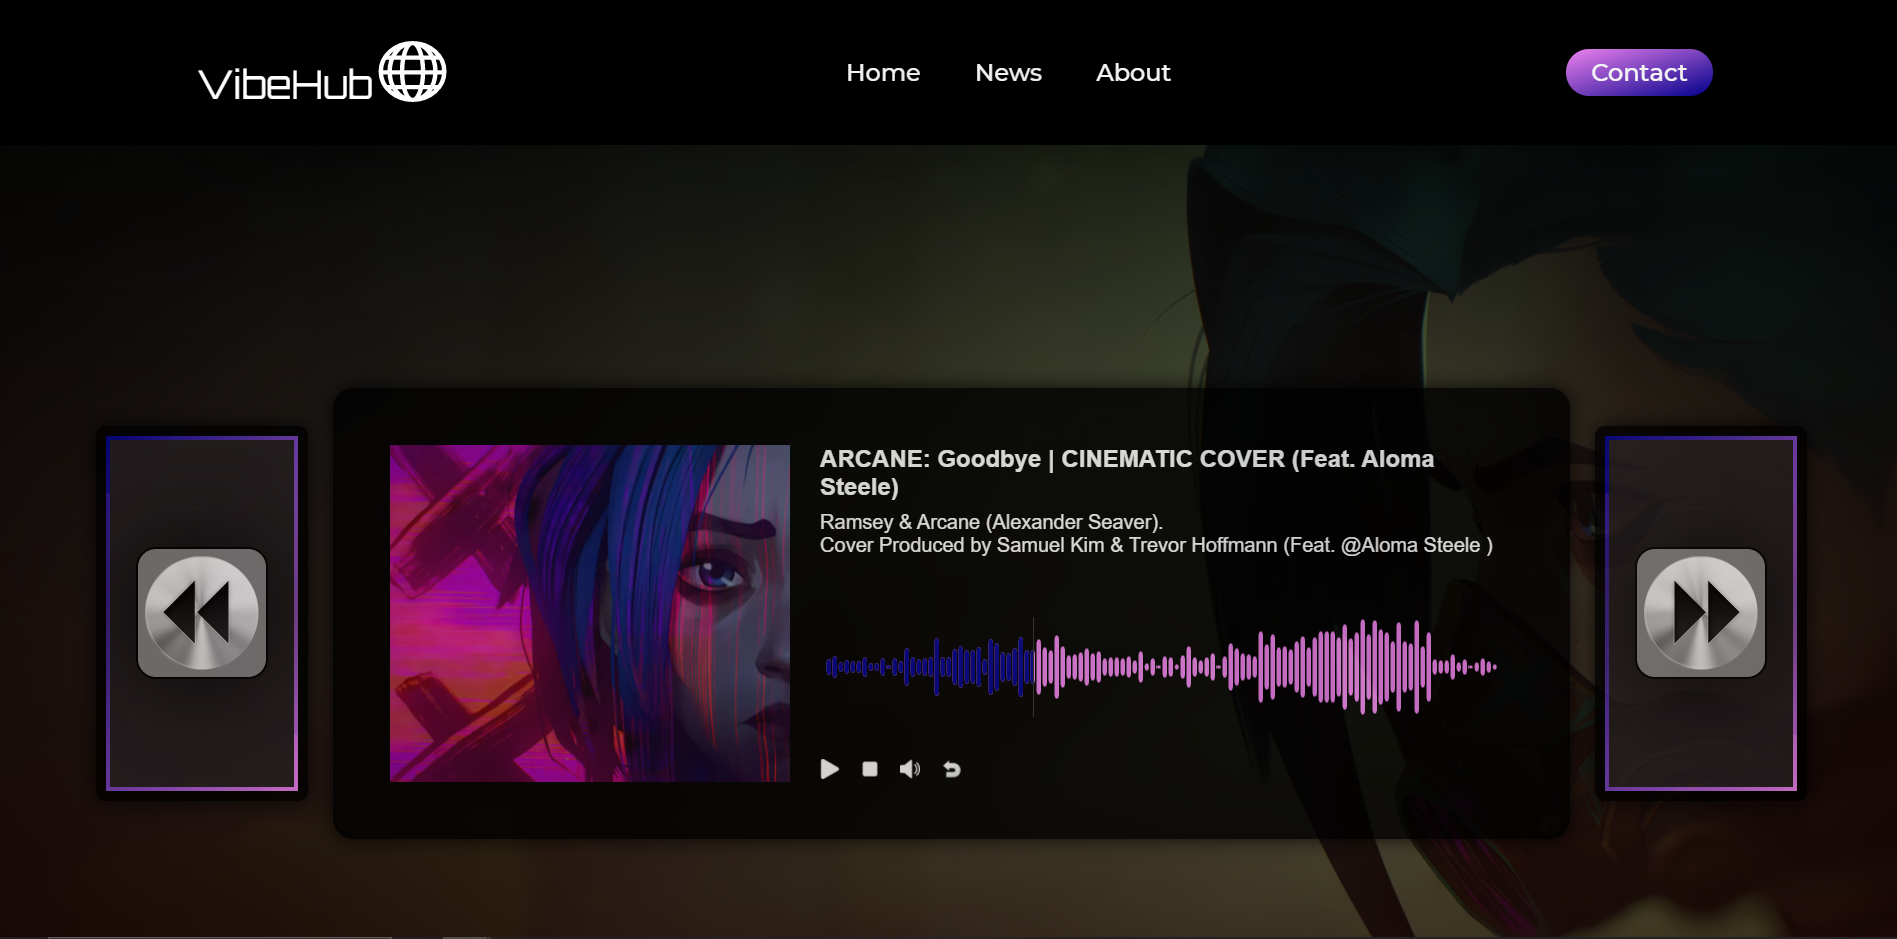 VibeHub
Home
News
About
Contact
ARCANE: Goodbye | CINEMATIC COVER (Feat. Aloma
Steele)
Ramsey & Arcane (Alexander Seaver).
Cover Produced by Samuel Kim & Trevor Hoffmann (Feat. @Aloma Steele )